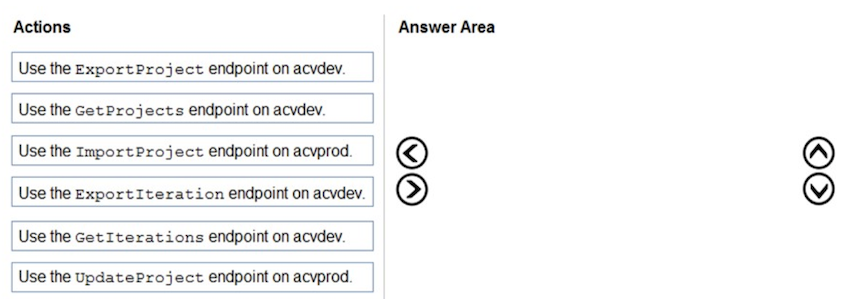 Actions
Answer Area
Use the ExportProject endpoint on acvdev.
Use the GetProjects endpoint on acvdev.
Use the ImportProject endpoint on acvprod.
Use the ExportIteration endpoint on acvdev.
Use the GetIterations endpoint on acvdev.
Use the UpdateProject endpoint on acvprod.